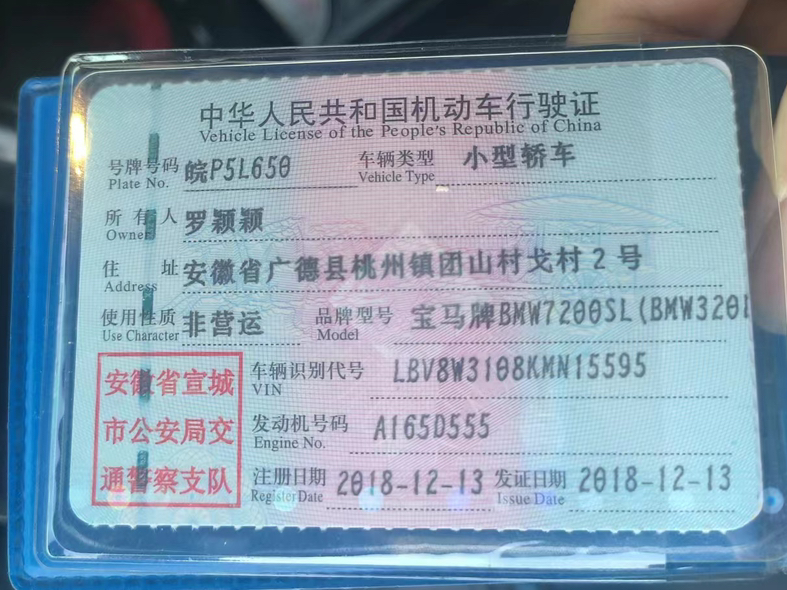 中华人民共和国机动车行驶证
Vehicle License of the People's Republic of China
号牌号码 皖P5L650 车辆类型 小型轿车
Plate No. Vehicle Type
所有人 罗颖颖
Owner
住址 安徽省广德县桃州镇团山村戈村2号
Address
使用性质 非营运 品牌型号 宝马牌BMW7200SL(BMW320i
Use Character Model
安徽省宣城 车辆识别代号 LBV8W3108KMN15595
VIN
市公安局交 发动机号码 A165D555
Engine No.
通警察支队 注册日期 2018-12-13 发证日期 2018-12-13
Register Date Issue Date